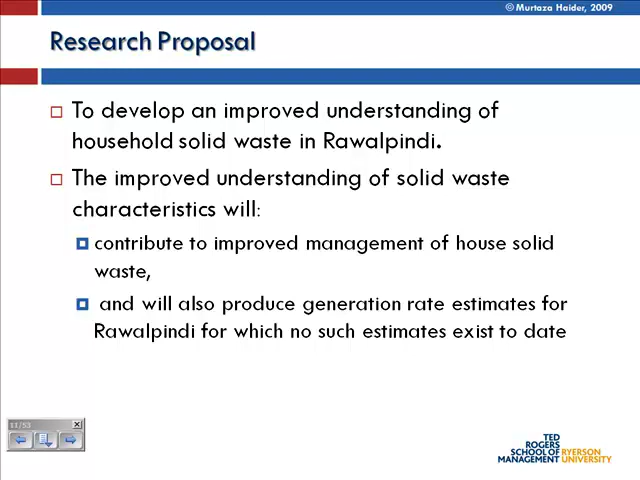 © Murtaza Haider, 2009
Research Proposal
To develop an improved understanding of
household solid waste in Rawalpindi.
The improved understanding of solid waste
characteristics will:
contribute to improved management of house solid
waste,
and will also produce generation rate estimates for
Rawalpindi for which no such estimates exist to date
11/53
TED
ROGERS
SCHOOL OF RYERSON
MANAGEMENT UNIVERSITY